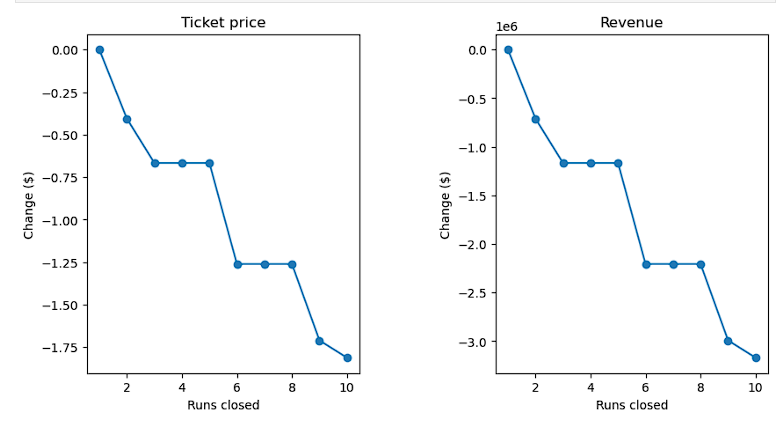 Ticket price
0.00
−0.25
−0.50
−0.75
−1.00
−1.25
−1.50
−1.75
Change ($)
2 4 6 8 10
Runs closed
Revenue
1e6
0.0
−0.5
−1.0
−1.5
−2.0
−2.5
−3.0
Change ($)
2 4 6 8 10
Runs closed